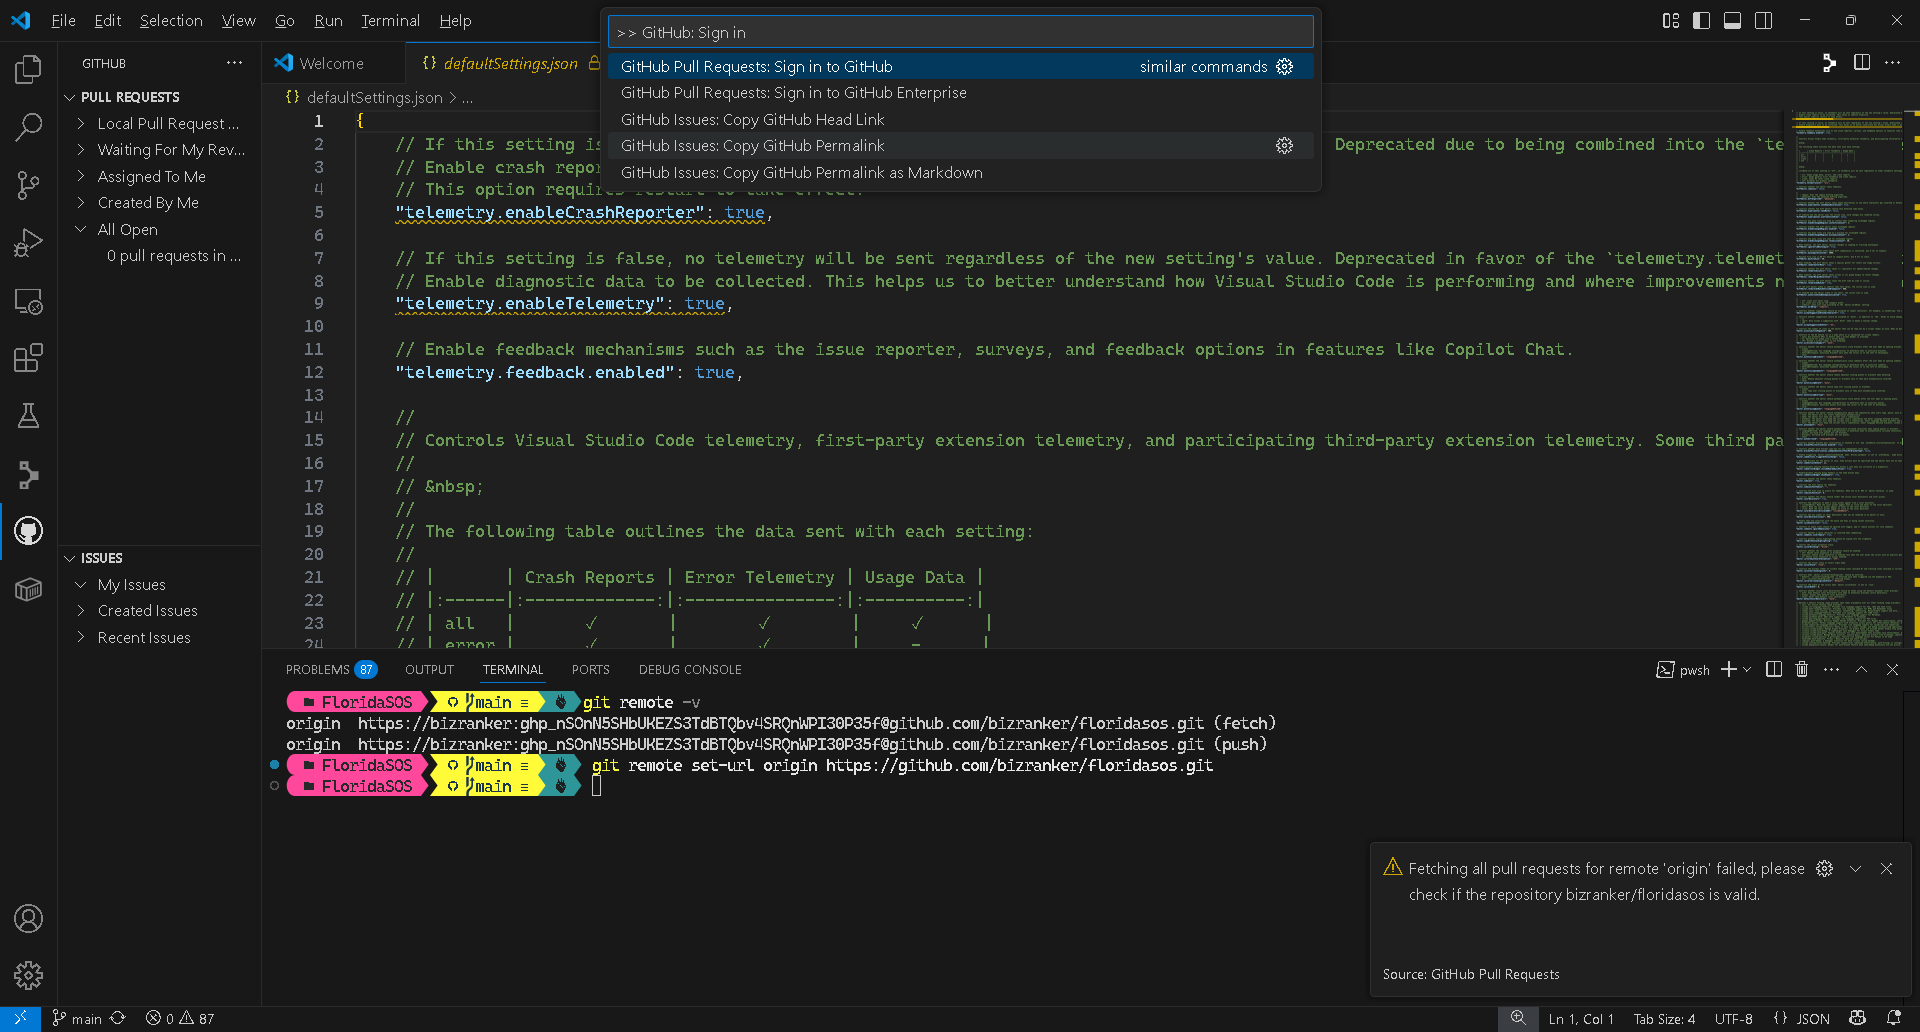 File Edit Selection View Go Run Terminal Help
>> GitHub: Sign in
GitHub Pull Requests: Sign in to GitHub similar commands
GitHub Pull Requests: Sign in to GitHub Enterprise
GitHub Issues: Copy GitHub Head Link
GitHub Issues: Copy GitHub Permalink
GitHub Issues: Copy GitHub Permalink as Markdown
GITHUB
PULL REQUESTS
Local Pull Request ...
Waiting For My Rev...
Assigned To Me
Created By Me
All Open
0 pull requests in ...
ISSUES
My Issues
Created Issues
Recent Issues
Welcome
{} defaultSettings.json
{} defaultSettings.json > ...
1 {
2 // If this setting is Deprecated due to being combined into the `te
3 // Enable crash repor
4 // This option requires restart to take effect.
5 "telemetry.enableCrashReporter": true,
6
7 // If this setting is false, no telemetry will be sent regardless of the new setting's value. Deprecated in favor of the `telemetry.telemet
8 // Enable diagnostic data to be collected. This helps us to better understand how Visual Studio Code is performing and where improvements n
9 "telemetry.enableTelemetry": true,
10
11 // Enable feedback mechanisms such as the issue reporter, surveys, and feedback options in features like Copilot Chat.
12 "telemetry.feedback.enabled": true,
13
14 //
15 // Controls Visual Studio Code telemetry, first-party extension telemetry, and participating third-party extension telemetry. Some third pa
16 //
17 // &nbsp;
18 //
19 // The following table outlines the data sent with each setting:
20 //
21 // |      | Crash Reports | Error Telemetry | Usage Data |
22 // |:------|:-------------:|:---------------:|:----------:|
23 // | all   |       ✓       |        ✓        |     ✓      |
24 // | error |       ✓       |        ✓        |     -      |
PROBLEMS 87 OUTPUT TERMINAL PORTS DEBUG CONSOLE
pwsh
FloridaSOS main ≡ git remote -v
origin https://bizranker: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@github.com/bizranker/floridasos.git (fetch)
origin https://bizranker: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@github.com/bizranker/floridasos.git (push)
FloridaSOS main ≡ git remote set-url origin https://github.com/bizranker/floridasos.git
FloridaSOS main ≡
Fetching all pull requests for remote 'origin' failed, please
check if the repository bizranker/floridasos is valid.
Source: GitHub Pull Requests
main 0 87
Ln 1, Col 1 Tab Size: 4 UTF-8 {} JSON